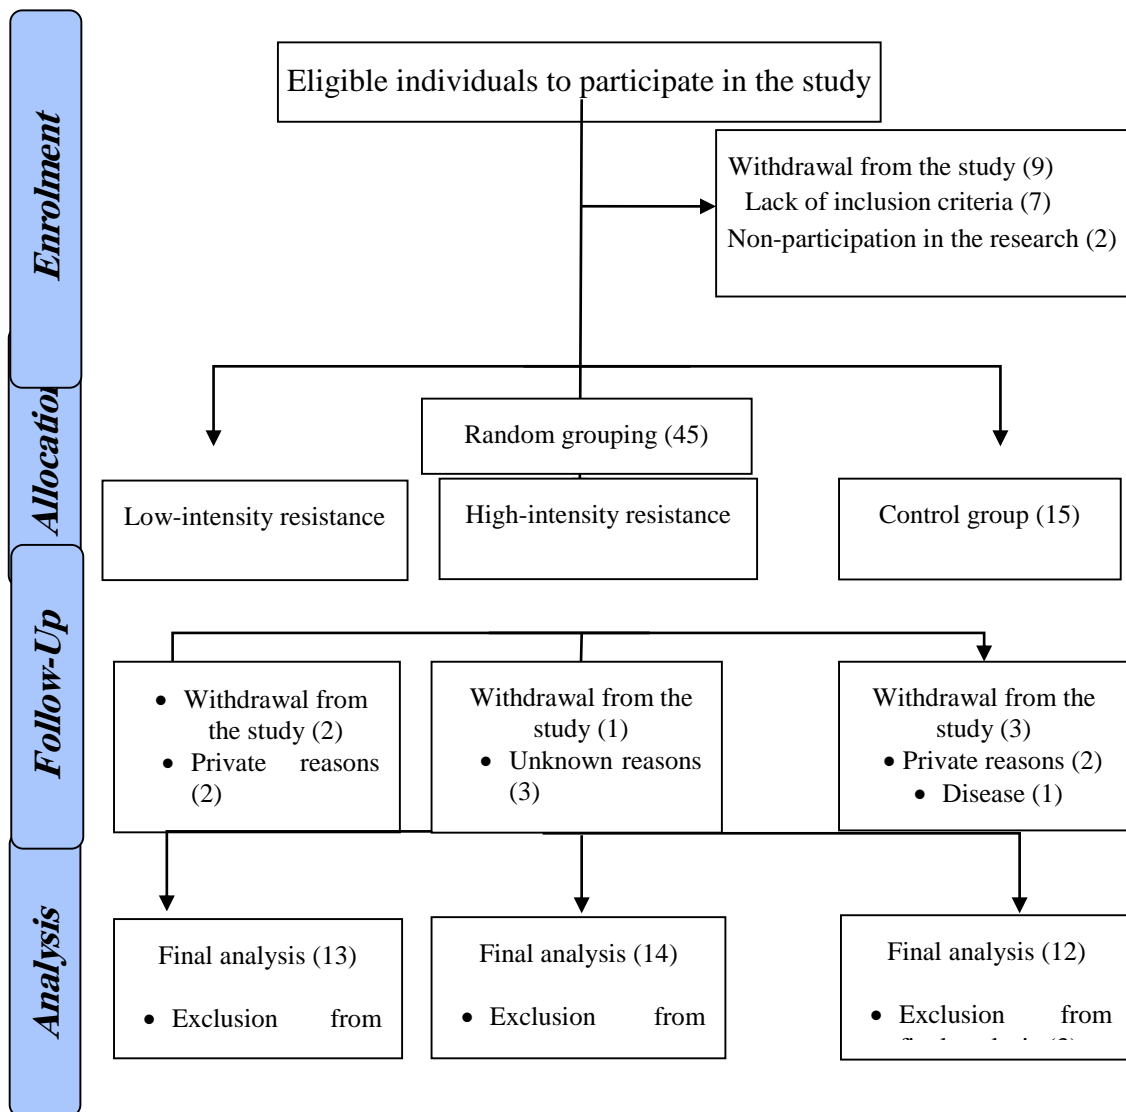 Enrolment
Eligible individuals to participate in the study
Withdrawal from the study (9)
Lack of inclusion criteria (7)
Non-participation in the research (2)
Allocation
Random grouping (45)
Low-intensity resistance
High-intensity resistance
Control group (15)
Follow-Up
• Withdrawal from
the study (2)
• Private reasons
(2)
Withdrawal from the
study (1)
• Unknown reasons
(3)
Withdrawal from the
study (3)
• Private reasons (2)
• Disease (1)
Analysis
Final analysis (13)
• Exclusion from
Final analysis (14)
• Exclusion from
Final analysis (12)
• Exclusion from